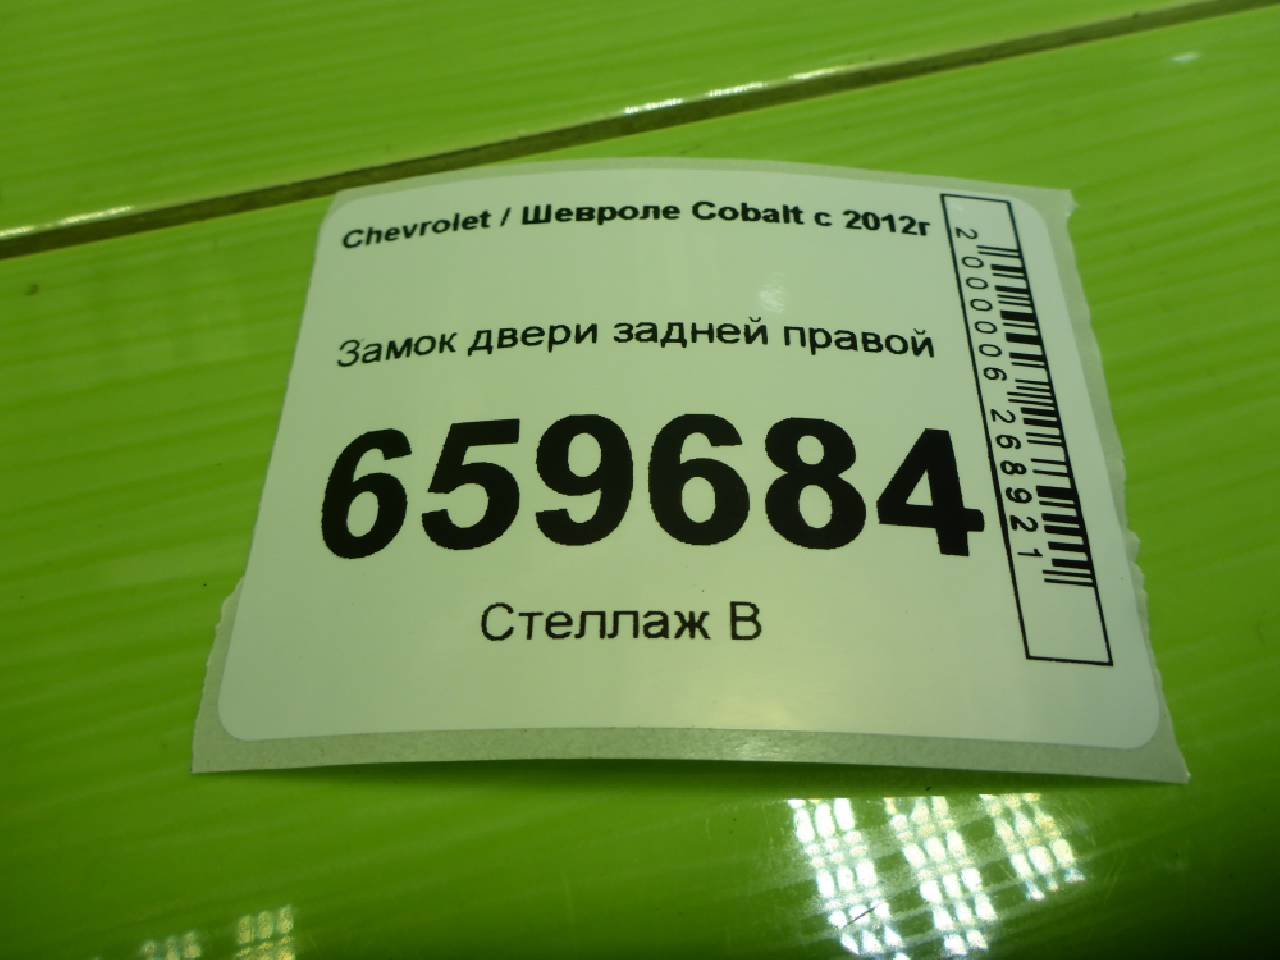 Chevrolet / Шевроле Cobalt с 2012г
Замок двери задней правой
659684
Стеллаж В
2000006268921